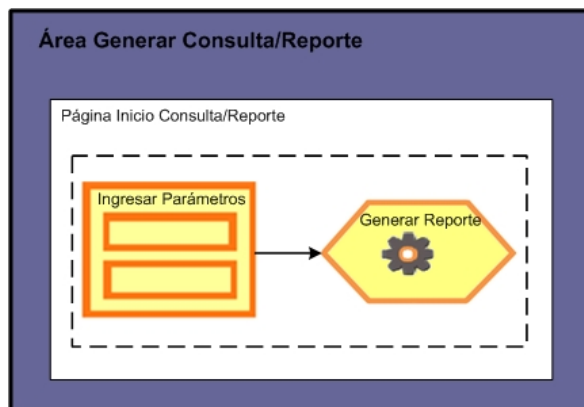 Área Generar Consulta/Reporte
Página Inicio Consulta/Reporte
Ingresar Parámetros
Generar Reporte